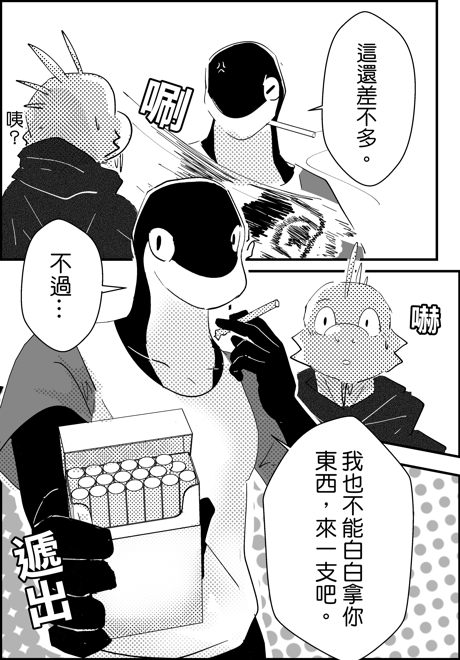 這還差不多。
唰
咦？
不過…
嚇
我也不能白白拿你
東西，來一支吧。
遞出